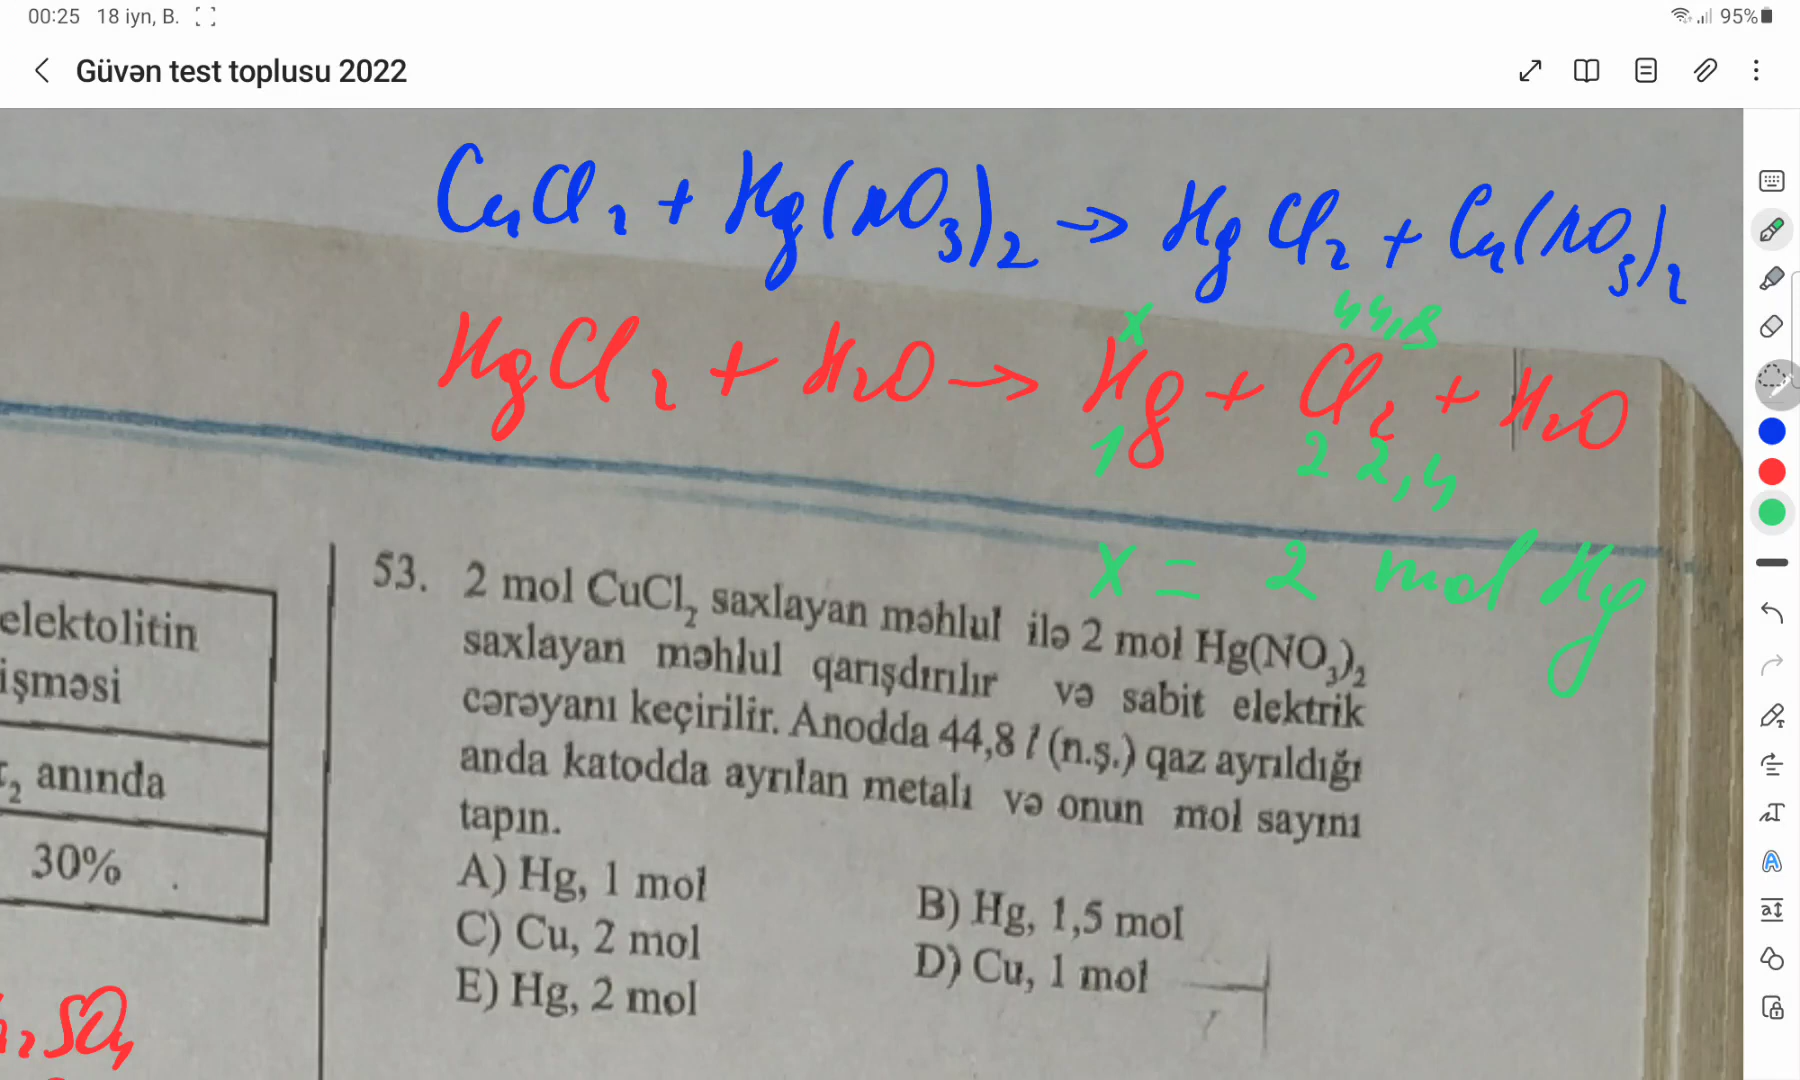 00:25 18 iyn, B. 95%
Güvən test toplusu 2022
CuCl₂ + Hg(NO₃)₂ → HgCl₂ + Cu(NO₃)₂
x 44,8
HgCl₂ + H₂O → Hg + Cl₂ + H₂O
1 22,4
x = 2 mol Hg
elektolitin
işməsi
₂ anında
30%
53. 2 mol CuCl₂ saxlayan məhlul ilə 2 mol Hg(NO₃)₂
saxlayan məhlul qarışdırılır və sabit elektrik
cərəyanı keçirilir. Anodda 44,8 l (n.ş.) qaz ayrıldığı
anda katodda ayrılan metalı və onun mol sayını
tapın.
A) Hg, 1 mol B) Hg, 1,5 mol
C) Cu, 2 mol D) Cu, 1 mol
E) Hg, 2 mol
₂SO₄